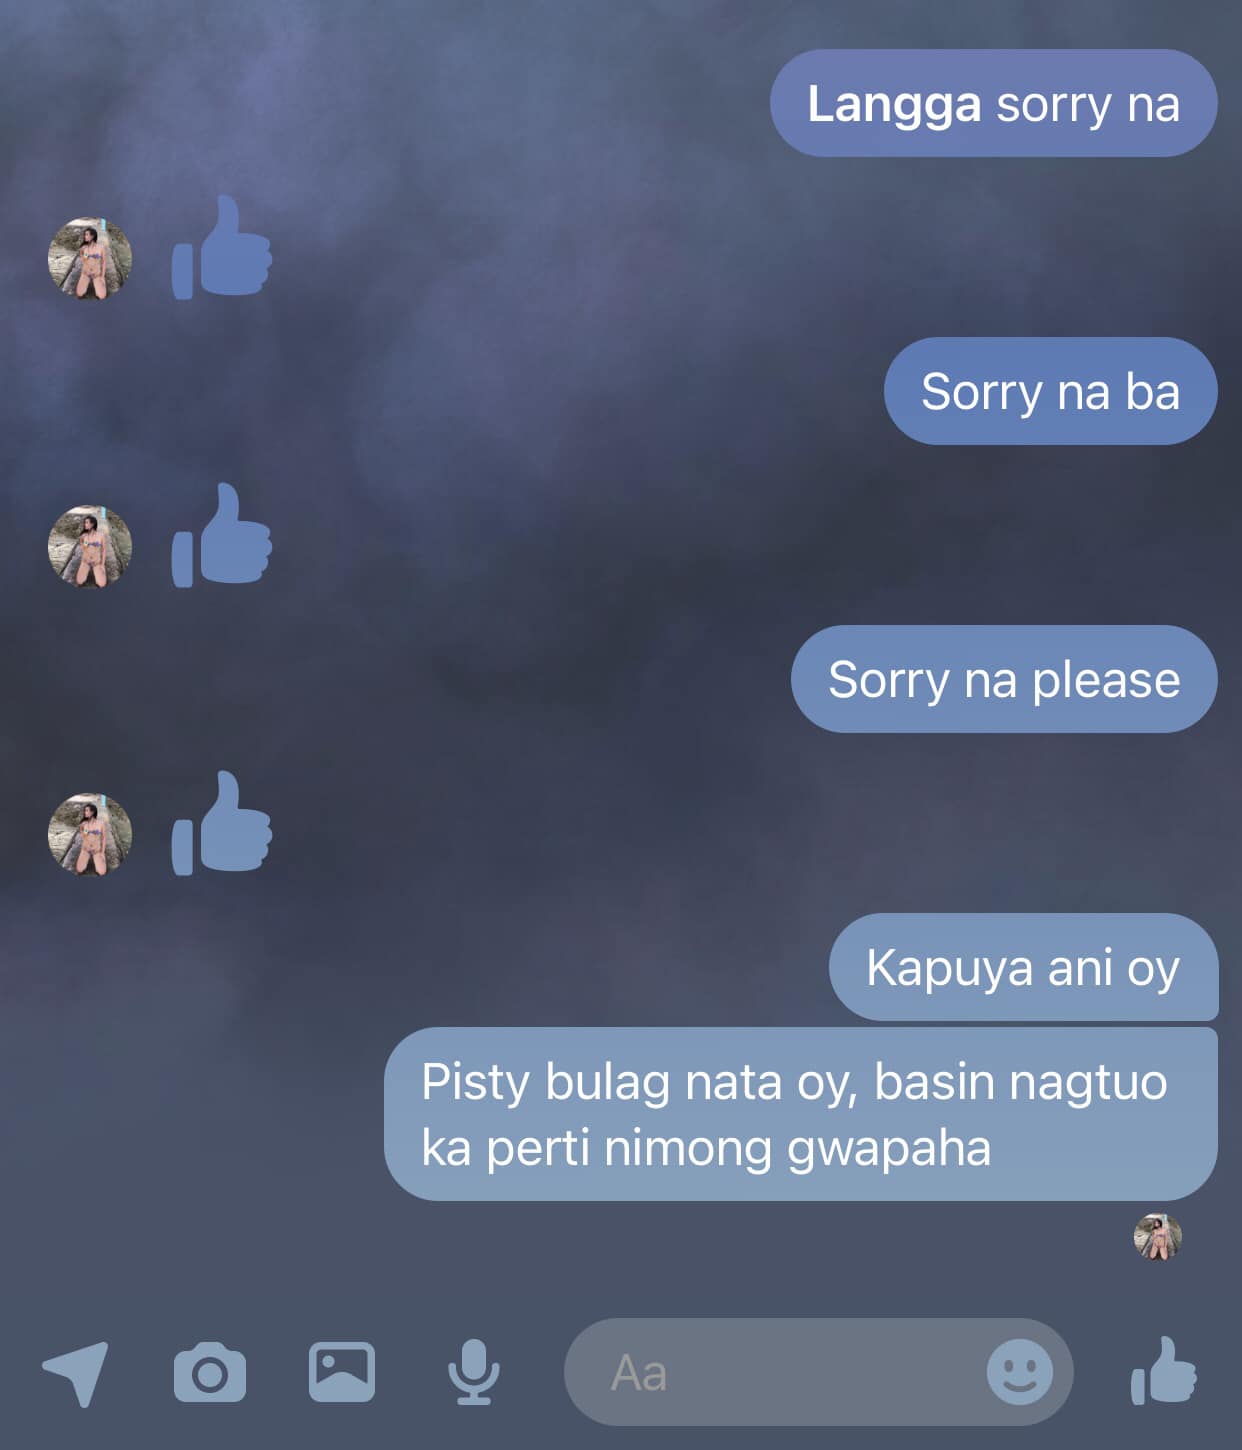 Langga sorry na
Sorry na ba
Sorry na please
Kapuya ani oy
Pisty bulag nata oy, basin nagtuo
ka perti nimong gwapaha
Aa